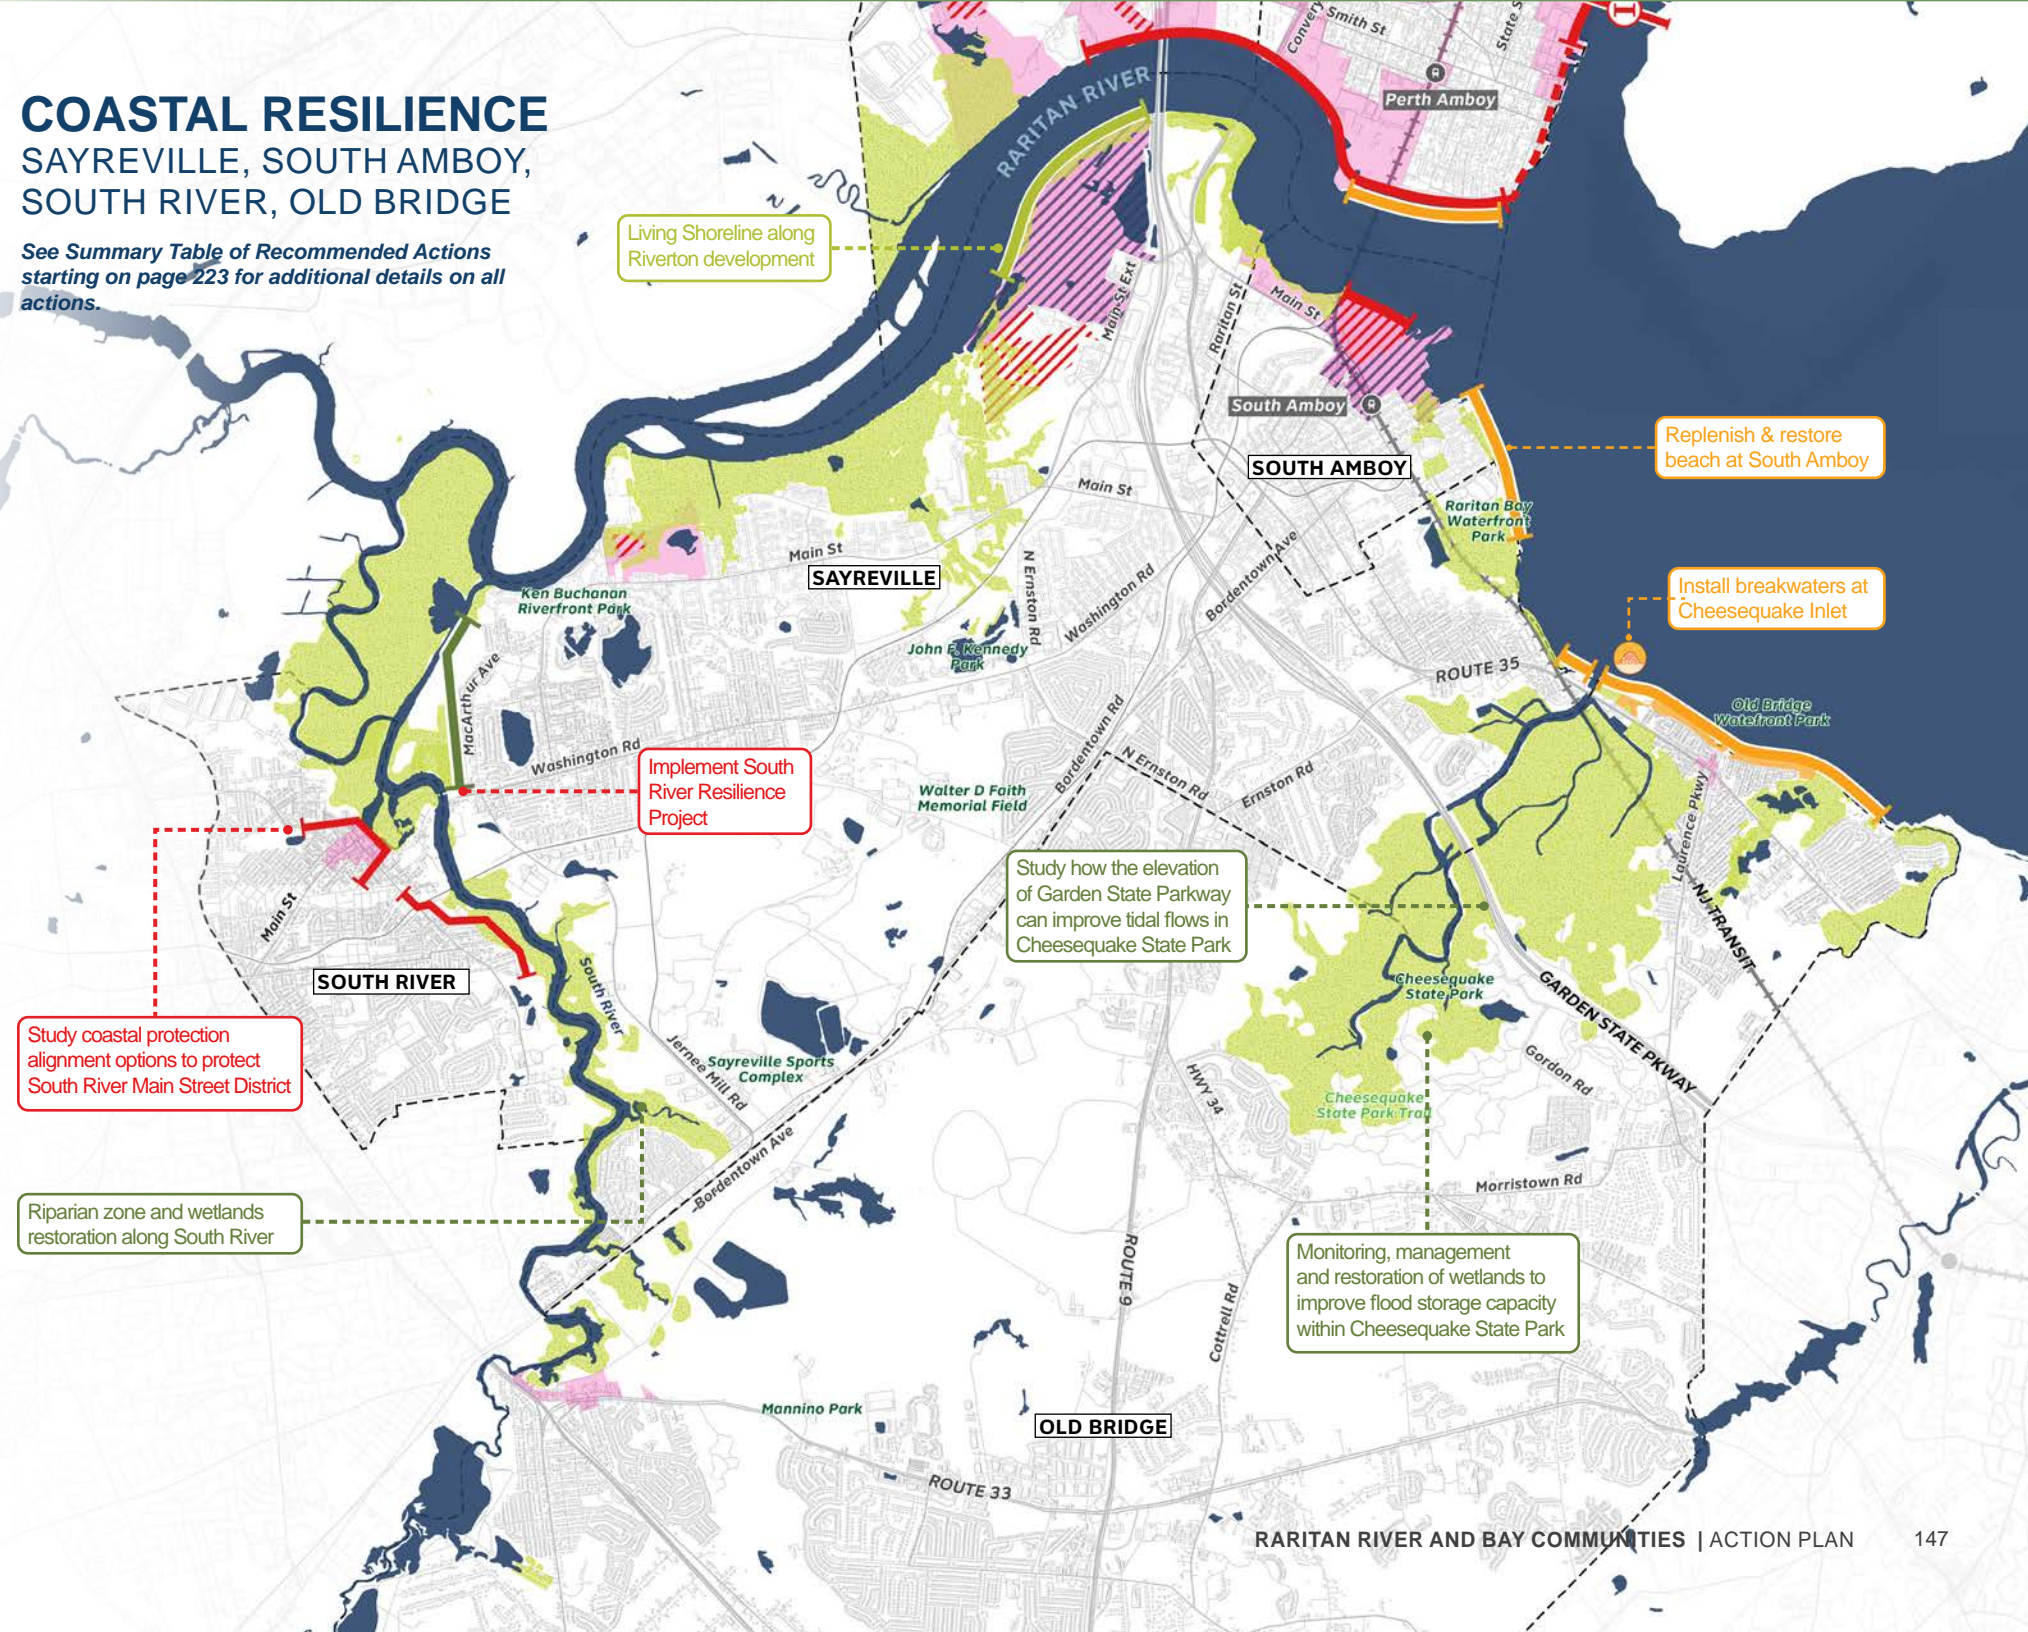 COASTAL RESILIENCE
SAYREVILLE, SOUTH AMBOY,
SOUTH RIVER, OLD BRIDGE
See Summary Table of Recommended Actions
starting on page 223 for additional details on all
actions.
Smith St
Convery
State S
Perth Amboy
RARITAN RIVER
Living Shoreline along
Riverton development
Main St Ext
Raritan St
Main St
South Amboy
Replenish & restore
beach at South Amboy
SOUTH AMBOY
Main St
Raritan Bay
Waterfront
Park
Main St
SAYREVILLE
N Ernston Rd
Washington Rd
Bordentown Ave
Install breakwaters at
Cheesequake Inlet
Ken Buchanan
Riverfront Park
John F. Kennedy
Park
ROUTE 35
MacArthur Ave
Old Bridge
Watefront Park
Washington Rd
Bordentown Rd
N Ernston Rd
Ernston Rd
Implement South
River Resilience
Project
Walter D Faith
Memorial Field
Laurence Pkwy
Study how the elevation
of Garden State Parkway
can improve tidal flows in
Cheesequake State Park
Main St
NJ TRANSIT
SOUTH RIVER
South River
Cheesequake
State Park
GARDEN STATE PKWAY
Study coastal protection
alignment options to protect
South River Main Street District
Jernee Mill Rd
Sayreville Sports
Complex
HWY 34
Gordon Rd
Cheesequake
State Park Trail
Bordentown Ave
Morristown Rd
Riparian zone and wetlands
restoration along South River
ROUTE 9
Cottrell Rd
Monitoring, management
and restoration of wetlands to
improve flood storage capacity
within Cheesequake State Park
Mannino Park
OLD BRIDGE
ROUTE 33
RARITAN RIVER AND BAY COMMUNITIES | ACTION PLAN 147